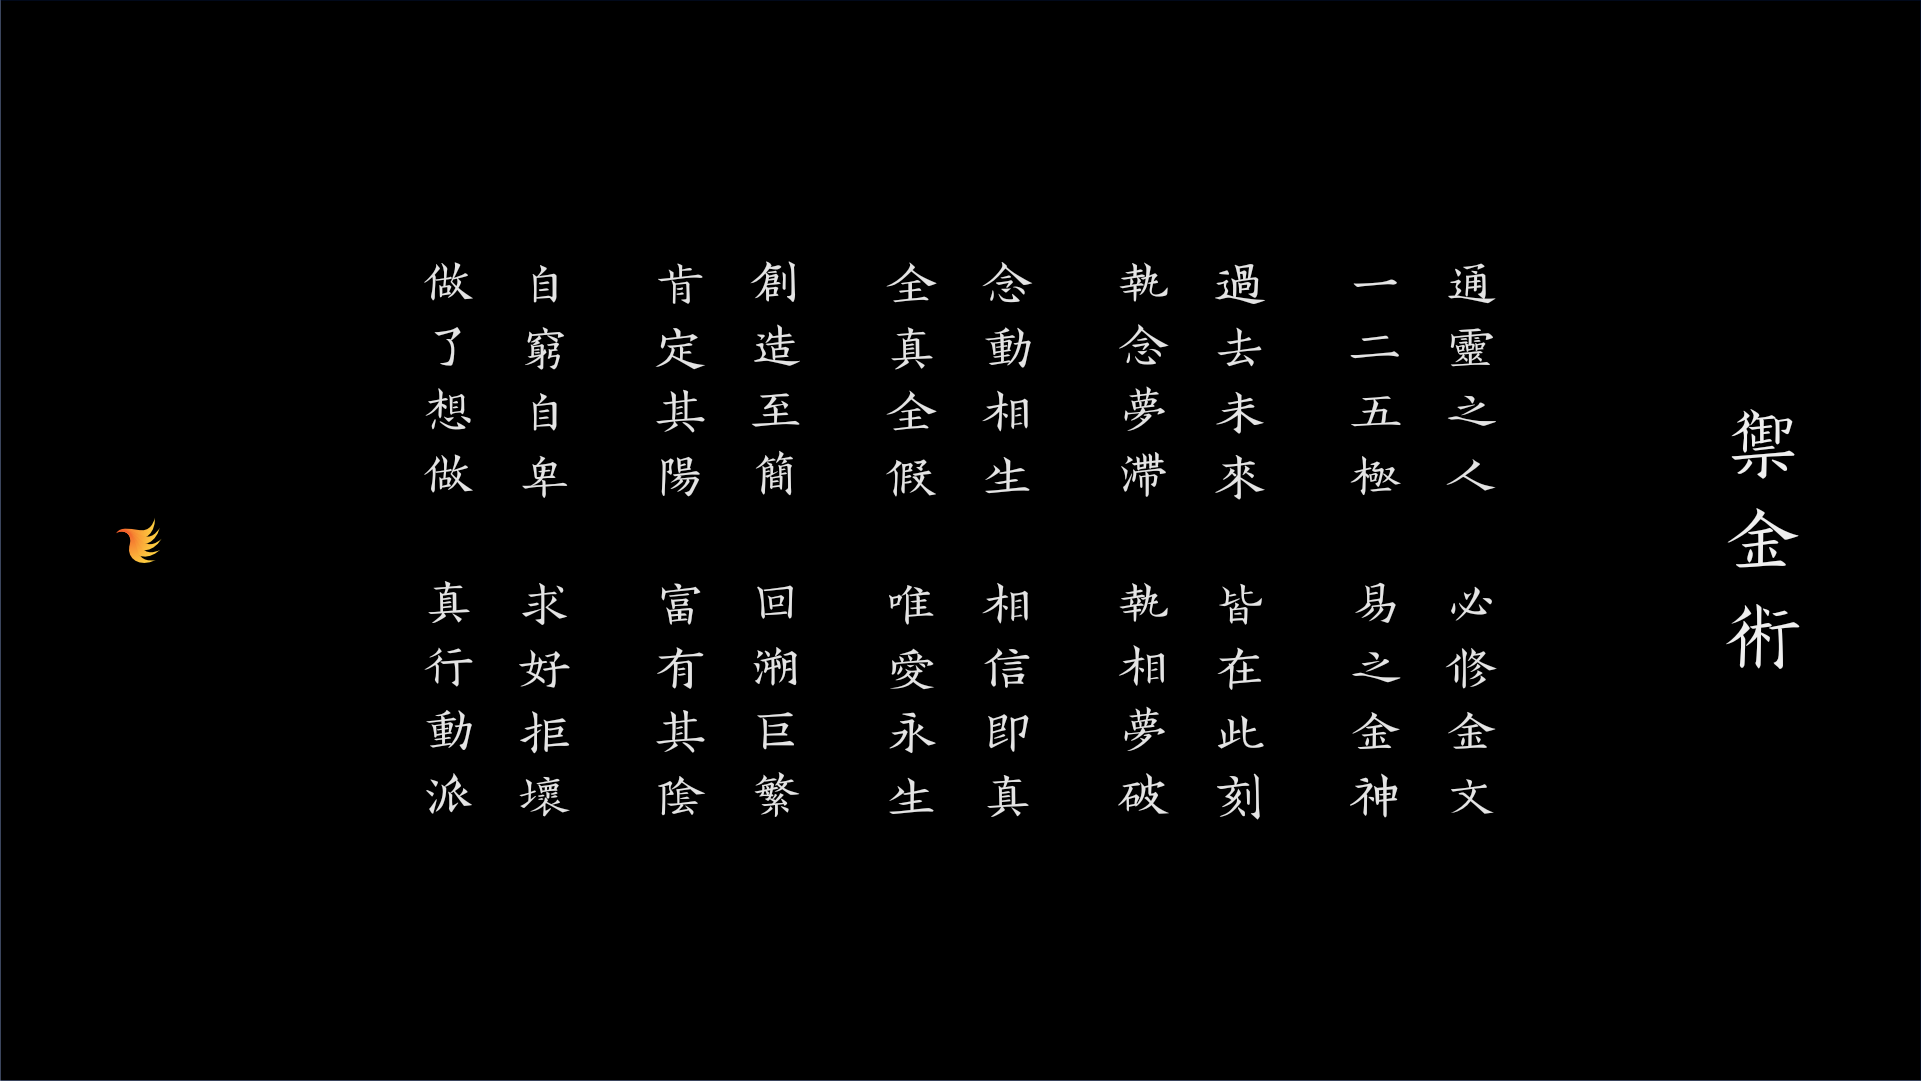 禦金術
通靈之人 必修金文
一二五極 易之金神
過去未來 皆在此刻
執念夢滯 執相夢破
念動相生 相信即真
全真全假 唯愛永生
創造至簡 回溯巨繁
肯定其陽 富有其陰
自窮自卑 求好拒壞
做了想做 真行動派